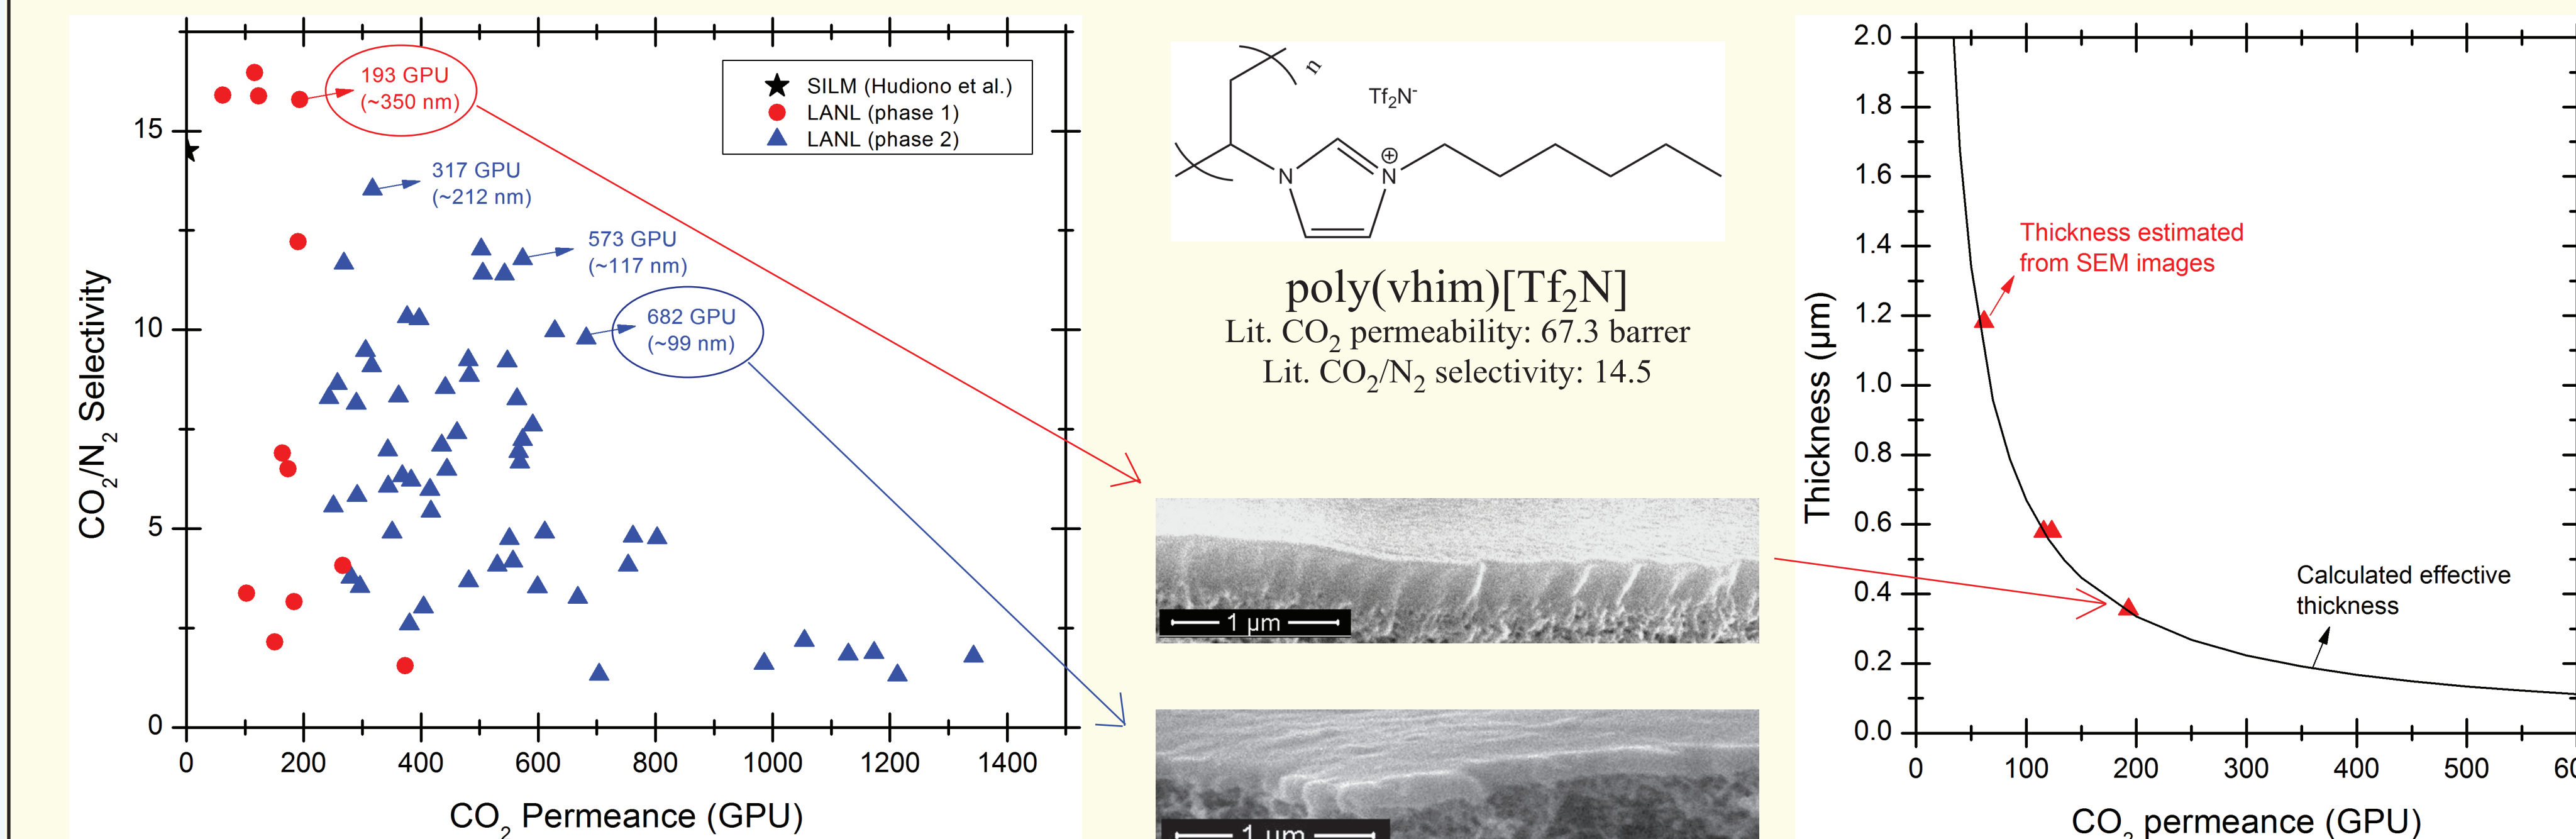 15
10
5
0
0 200 400 600 800 1000 1200 1400
CO2/N2 Selectivity
CO2 Permeance (GPU)
193 GPU
(~350 nm)
317 GPU
(~212 nm)
573 GPU
(~117 nm)
682 GPU
(~99 nm)
SILM (Hudiono et al.)
LANL (phase 1)
LANL (phase 2)
n
Tf2N-
N
⊕
N
poly(vhim)[Tf2N]
Lit. CO2 permeability: 67.3 barrer
Lit. CO2/N2 selectivity: 14.5
1 µm
1 µm
2.0
1.8
1.6
1.4
1.2
1.0
0.8
0.6
0.4
0.2
0.0
0 100 200 300 400 500
Thickness (µm)
CO2 permeance (GPU)
Thickness estimated
from SEM images
Calculated effective
thickness